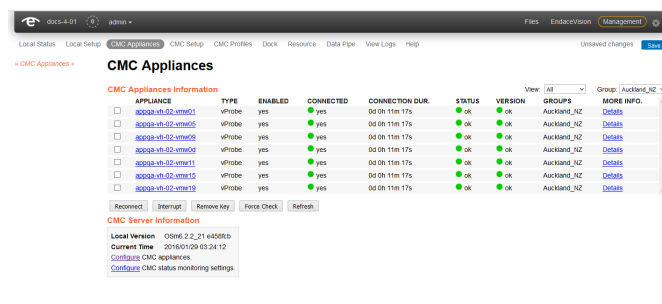 e docs-4-01 0 admin Files EndaceVision Management
Local Status Local Setup CMC Appliances CMC Setup CMC Profiles Dock Resource Data Pipe View Logs Help Unsaved changes Save
« CMC Appliances »
CMC Appliances
CMC Appliances Information View: All Group: Auckland_NZ
APPLIANCE TYPE ENABLED CONNECTED CONNECTION DUR. STATUS VERSION GROUPS MORE INFO.
appqa-vh-02-vmw01 vProbe yes yes 0d 0h 11m 17s ok ok Auckland_NZ Details
appqa-vh-02-vmw05 vProbe yes yes 0d 0h 11m 17s ok ok Auckland_NZ Details
appqa-vh-02-vmw09 vProbe yes yes 0d 0h 11m 17s ok ok Auckland_NZ Details
appqa-vh-02-vmw0d vProbe yes yes 0d 0h 11m 17s ok ok Auckland_NZ Details
appqa-vh-02-vmw11 vProbe yes yes 0d 0h 11m 17s ok ok Auckland_NZ Details
appqa-vh-02-vmw15 vProbe yes yes 0d 0h 11m 17s ok ok Auckland_NZ Details
appqa-vh-02-vmw19 vProbe yes yes 0d 0h 11m 17s ok ok Auckland_NZ Details
Reconnect Interrupt Remove Key Force Check Refresh
CMC Server Information
Local Version OSm6.2.2_21 e458fcb
Current Time 2016/01/29 03:24:12
Configure CMC appliances.
Configure CMC status monitoring settings.